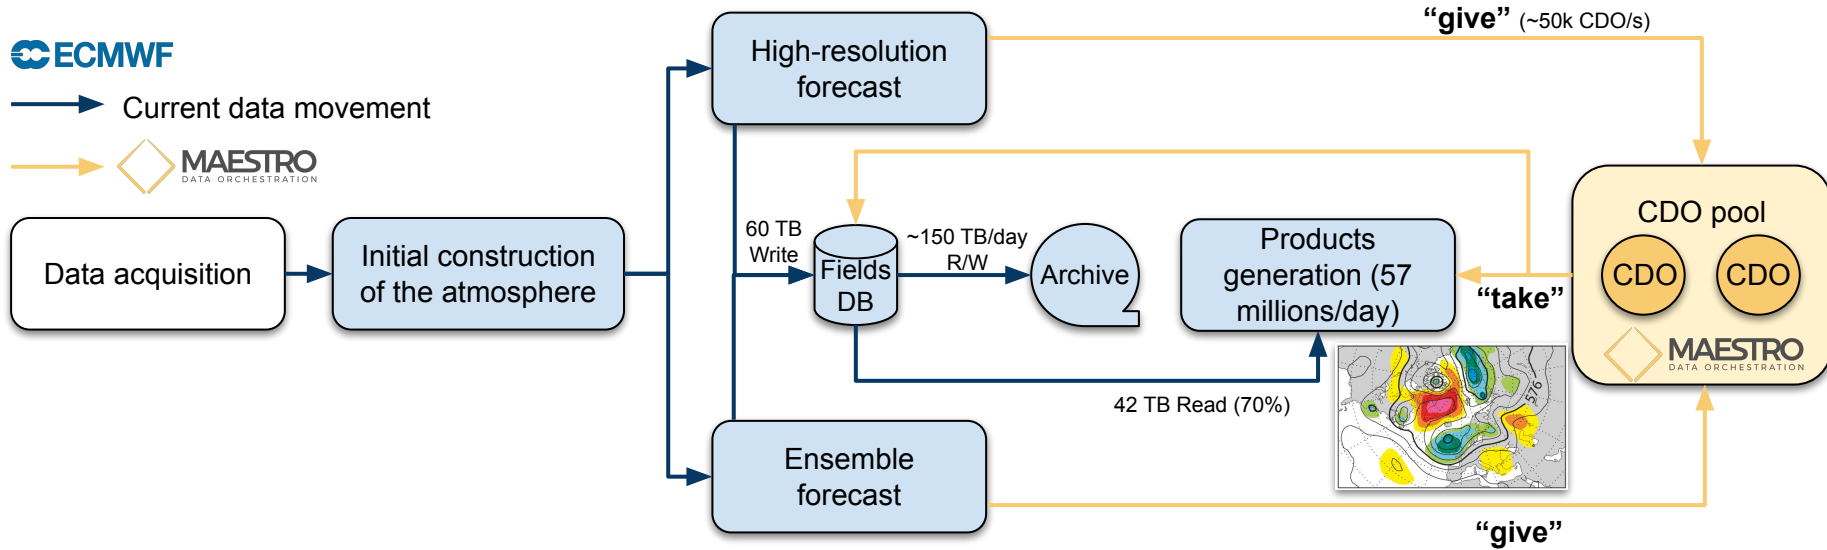 ECMWF
Current data movement
MAESTRO
DATA ORCHESTRATION
Data acquisition
Initial construction
of the atmosphere
High-resolution
forecast
"give" (~50k CDO/s)
60 TB
Write
Fields
DB
~150 TB/day
R/W
Archive
Products
generation (57
millions/day)
"take"
CDO pool
CDO
CDO
MAESTRO
DATA ORCHESTRATION
42 TB Read (70%)
576
Ensemble
forecast
"give"